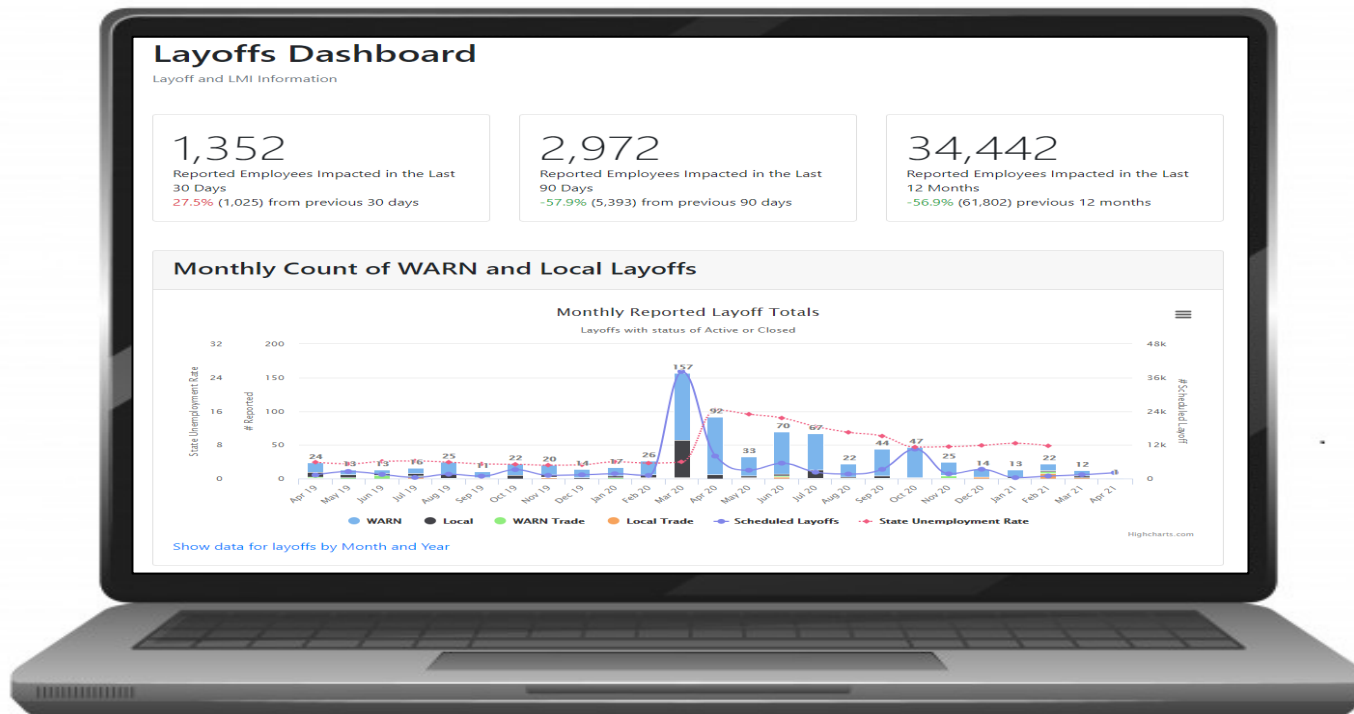 Layoffs Dashboard
Layoff and LMI Information
1,352
Reported Employees Impacted in the Last
30 Days
27.5% (1,025) from previous 30 days
2,972
Reported Employees Impacted in the Last
90 Days
-57.9% (5,393) from previous 90 days
34,442
Reported Employees Impacted in the Last
12 Months
-56.9% (61,802) previous 12 months
Monthly Count of WARN and Local Layoffs
Monthly Reported Layoff Totals
Layoffs with status of Active or Closed
32 200 48k
24 150 36k
16 100 24k
8 50 12k
0 0 0
State Unemployment Rate
# Reported
# Scheduled Layoff
24 13 13 16 25 11 22 20 14 17 26 157 92 33 70 67 22 44 47 25 14 13 22 12
Apr 19 May 19 Jun 19 Jul 19 Aug 19 Sep 19 Oct 19 Nov 19 Dec 19 Jan 20 Feb 20 Mar 20 Apr 20 May 20 Jun 20 Jul 20 Aug 20 Sep 20 Oct 20 Nov 20 Dec 20 Jan 21 Feb 21 Mar 21 Apr 21
WARN Local WARN Trade Local Trade Scheduled Layoffs State Unemployment Rate
Highcharts.com
Show data for layoffs by Month and Year